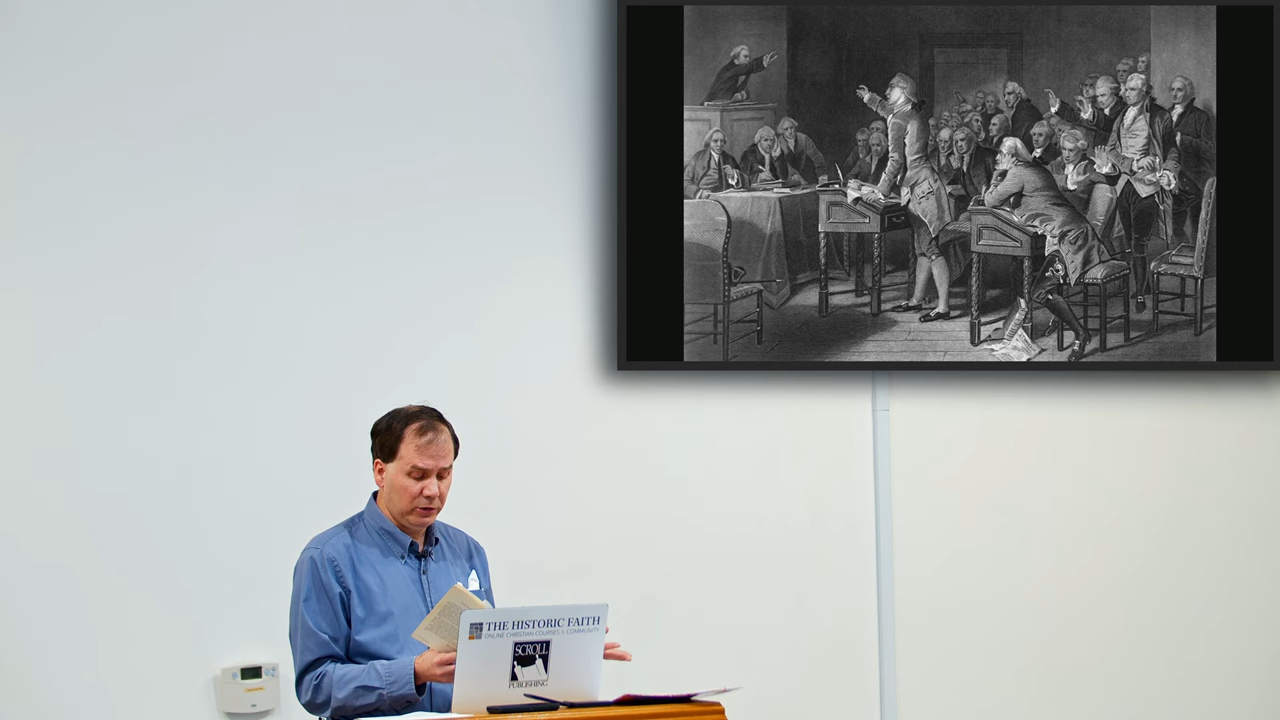 THE HISTORIC FAITH
ONLINE CHRISTIAN COURSES & COMMUNITY
SCROLL
PUBLISHING